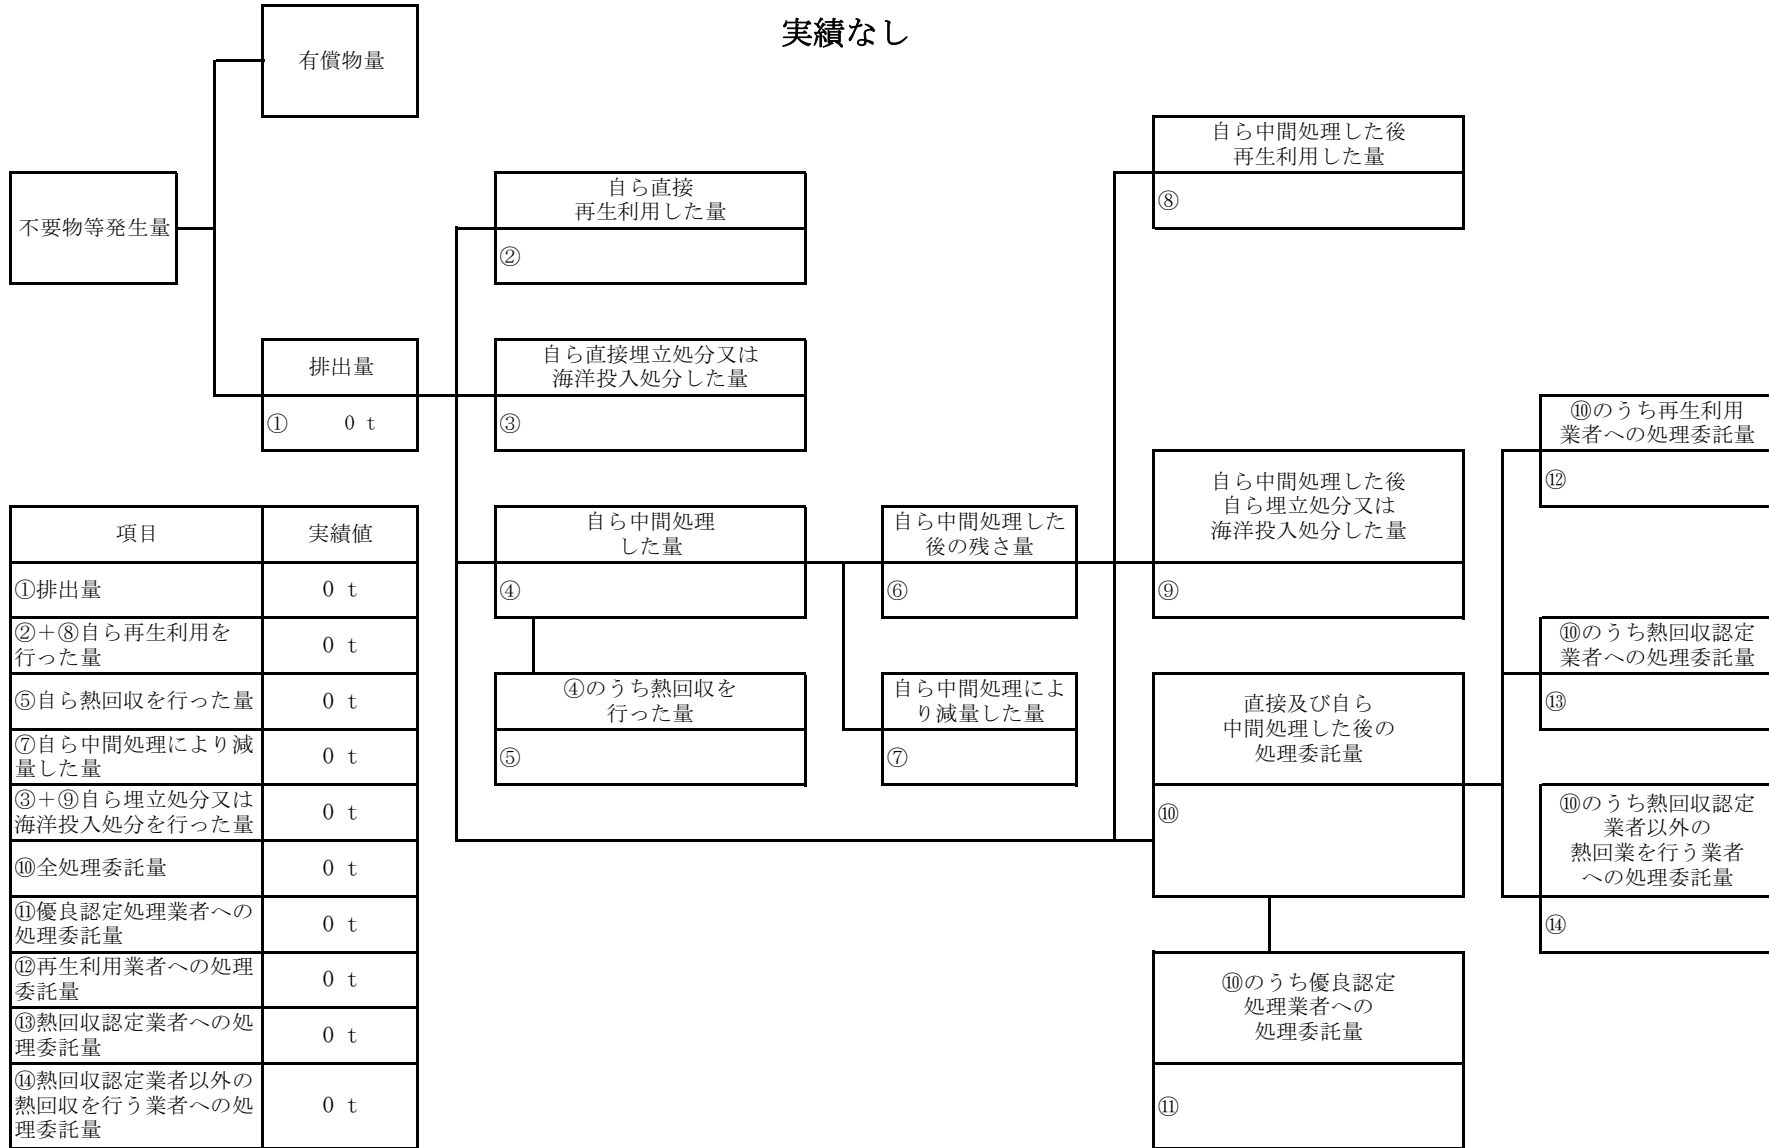 実績なし
有償物量
不要物等発生量
排出量
① 0 t
自ら直接
再生利用した量
②
自ら直接埋立処分又は
海洋投入処分した量
③
自ら中間処理
した量
④
④のうち熱回収を
行った量
⑤
自ら中間処理した
後の残さ量
⑥
自ら中間処理によ
り減量した量
⑦
自ら中間処理した後
再生利用した量
⑧
自ら中間処理した後
自ら埋立処分又は
海洋投入処分した量
⑨
直接及び自ら
中間処理した後の
処理委託量
⑩
⑩のうち優良認定
処理業者への
処理委託量
⑪
⑩のうち再生利用
業者への処理委託量
⑫
⑩のうち熱回収認定
業者への処理委託量
⑬
⑩のうち熱回収認定
業者以外の
熱回業を行う業者
への処理委託量
⑭
項目 実績値
①排出量 0 t
②+⑧自ら再生利用を
行った量 0 t
⑤自ら熱回収を行った量 0 t
⑦自ら中間処理により減
量した量 0 t
③+⑨自ら埋立処分又は
海洋投入処分を行った量 0 t
⑩全処理委託量 0 t
⑪優良認定処理業者への
処理委託量 0 t
⑫再生利用業者への処理
委託量 0 t
⑬熱回収認定業者への処
理委託量 0 t
⑭熱回収認定業者以外の
熱回収を行う業者への処
理委託量 0 t